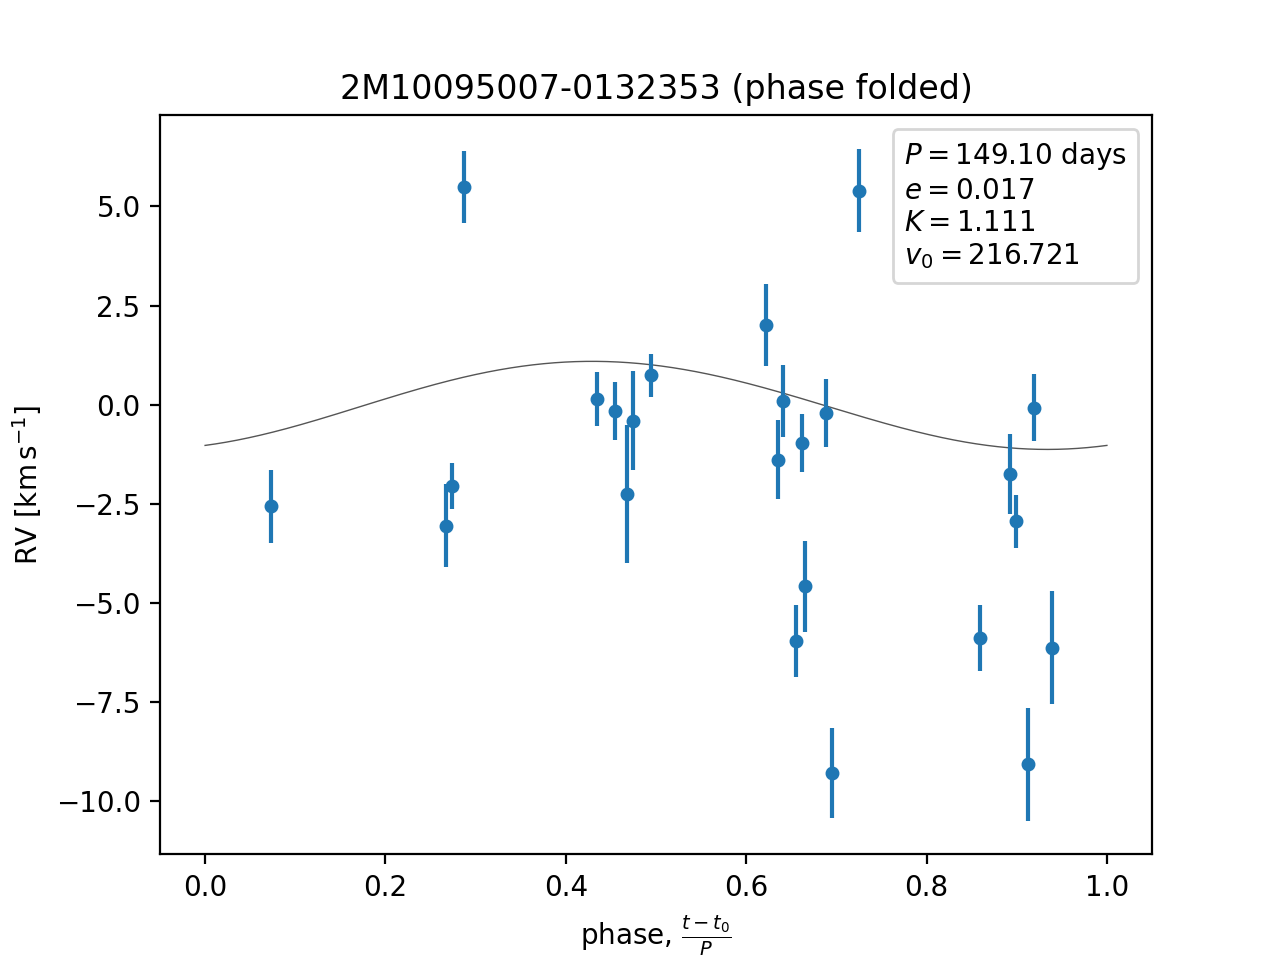 2M10095007-0132353 (phase folded)
P = 149.10 days
e = 0.017
K = 1.111
v₀ = 216.721
5.0
2.5
0.0
−2.5
−5.0
−7.5
−10.0
RV [km s⁻¹]
0.0 0.2 0.4 0.6 0.8 1.0
phase, (t − t₀)/P